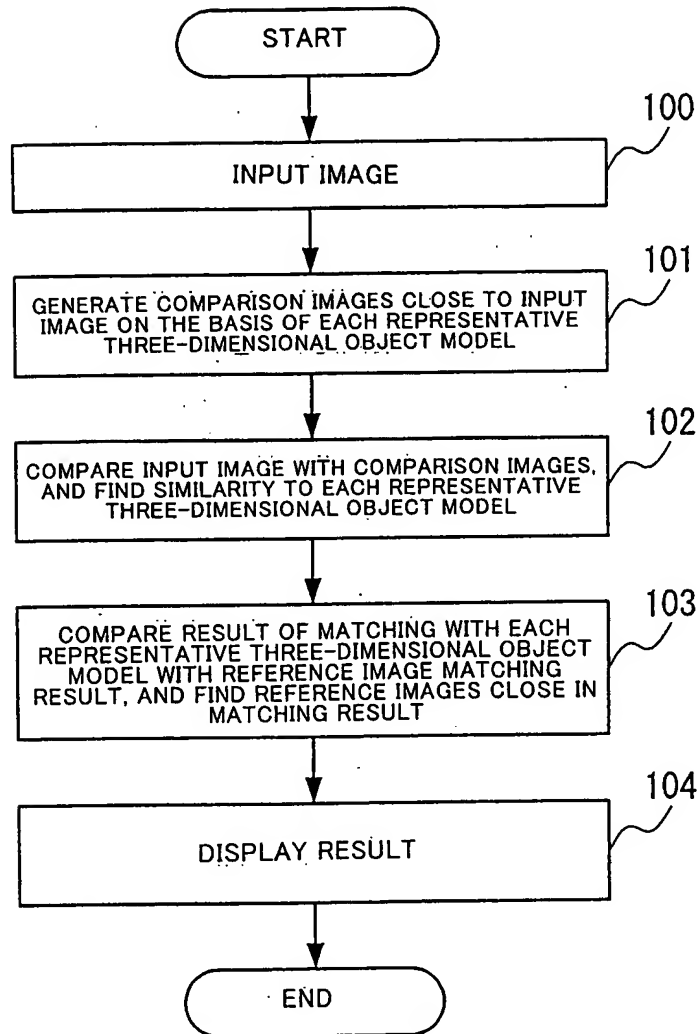 START
100
INPUT IMAGE
101
GENERATE COMPARISON IMAGES CLOSE TO INPUT
IMAGE ON THE BASIS OF EACH REPRESENTATIVE
THREE-DIMENSIONAL OBJECT MODEL
102
COMPARE INPUT IMAGE WITH COMPARISON IMAGES,
AND FIND SIMILARITY TO EACH REPRESENTATIVE
THREE-DIMENSIONAL OBJECT MODEL
103
COMPARE RESULT OF MATCHING WITH EACH
REPRESENTATIVE THREE-DIMENSIONAL OBJECT
MODEL WITH REFERENCE IMAGE MATCHING
RESULT, AND FIND REFERENCE IMAGES CLOSE IN
MATCHING RESULT
104
DISPLAY RESULT
END